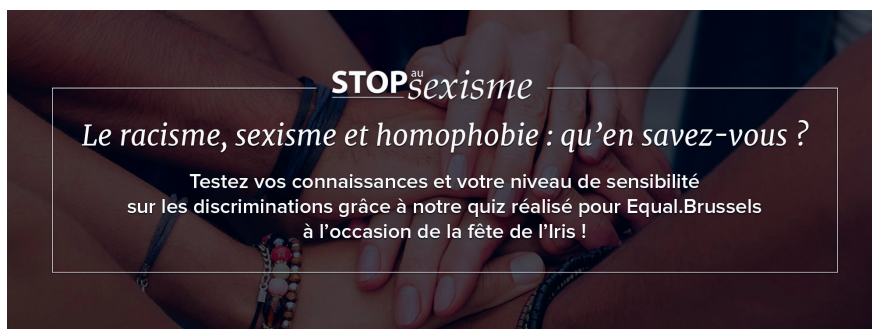 STOP au sexisme
Le racisme, sexisme et homophobie : qu'en savez-vous ?
Testez vos connaissances et votre niveau de sensibilité
sur les discriminations grâce à notre quiz réalisé pour Equal.Brussels
à l'occasion de la fête de l'Iris !